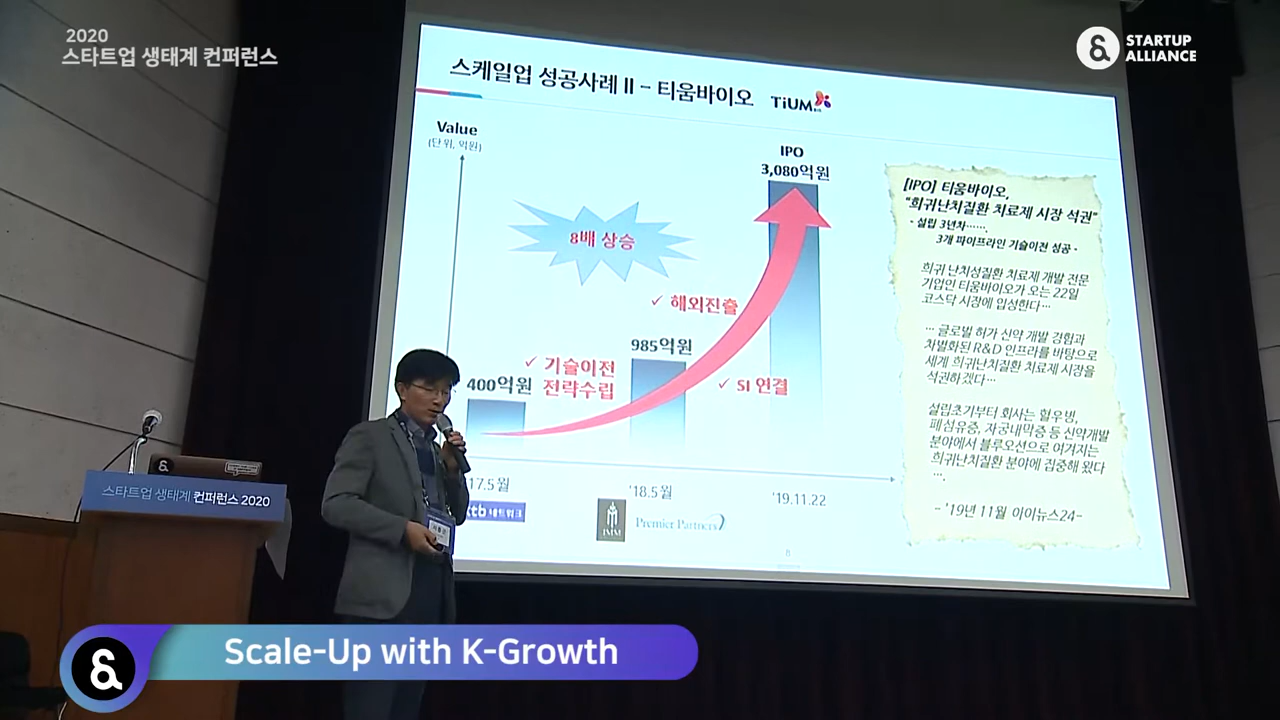 2020
스타트업 생태계 컨퍼런스
STARTUP
ALLIANCE
스케일업 성공사례 II - 티움바이오 TiUM
Value
(단위, 억원)
IPO
3,080억원
8배 상승
✓ 해외진출
985억원
✓ 기술이전
전략수립
400억원
✓ SI 연결
17.5월
'18.5월
'19.11.22
ktb 네트워크
IMM
Premier Partners
8
[IPO] 티움바이오,
"희귀난치질환 치료제 시장 석권"
- 설립 3년차…….
3개 파이프라인 기술이전 성공 -
희귀 난치성질환 치료제 개발 전문
기업인 티움바이오가 오는 22일
코스닥 시장에 입성한다…
… 글로벌 허가 신약 개발 경험과
차별화된 R&D 인프라를 바탕으로
세계 희귀난치질환 치료제 시장을
석권하겠다…
설립초기부터 회사는 혈우병,
폐섬유증, 자궁내막증 등 신약개발
분야에서 블루오션으로 여겨지는
희귀난치질환 분야에 집중해 왔다
….
- '19년 11월 아이뉴스24-
스타트업 생태계 컨퍼런스 2020
Scale-Up with K-Growth